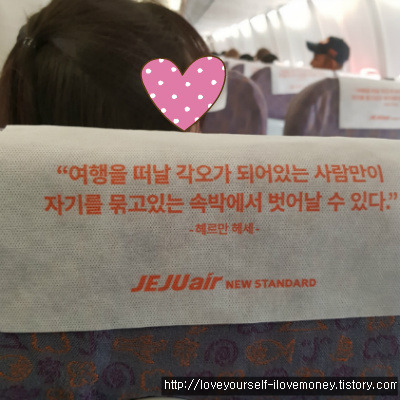 “여행을 떠날 각오가 되어있는 사람만이
자기를 묶고있는 속박에서 벗어날 수 있다.”
- 헤르만 헤세 -
JEJUair NEW STANDARD
http://loveyourself-ilovemoney.tistory.com